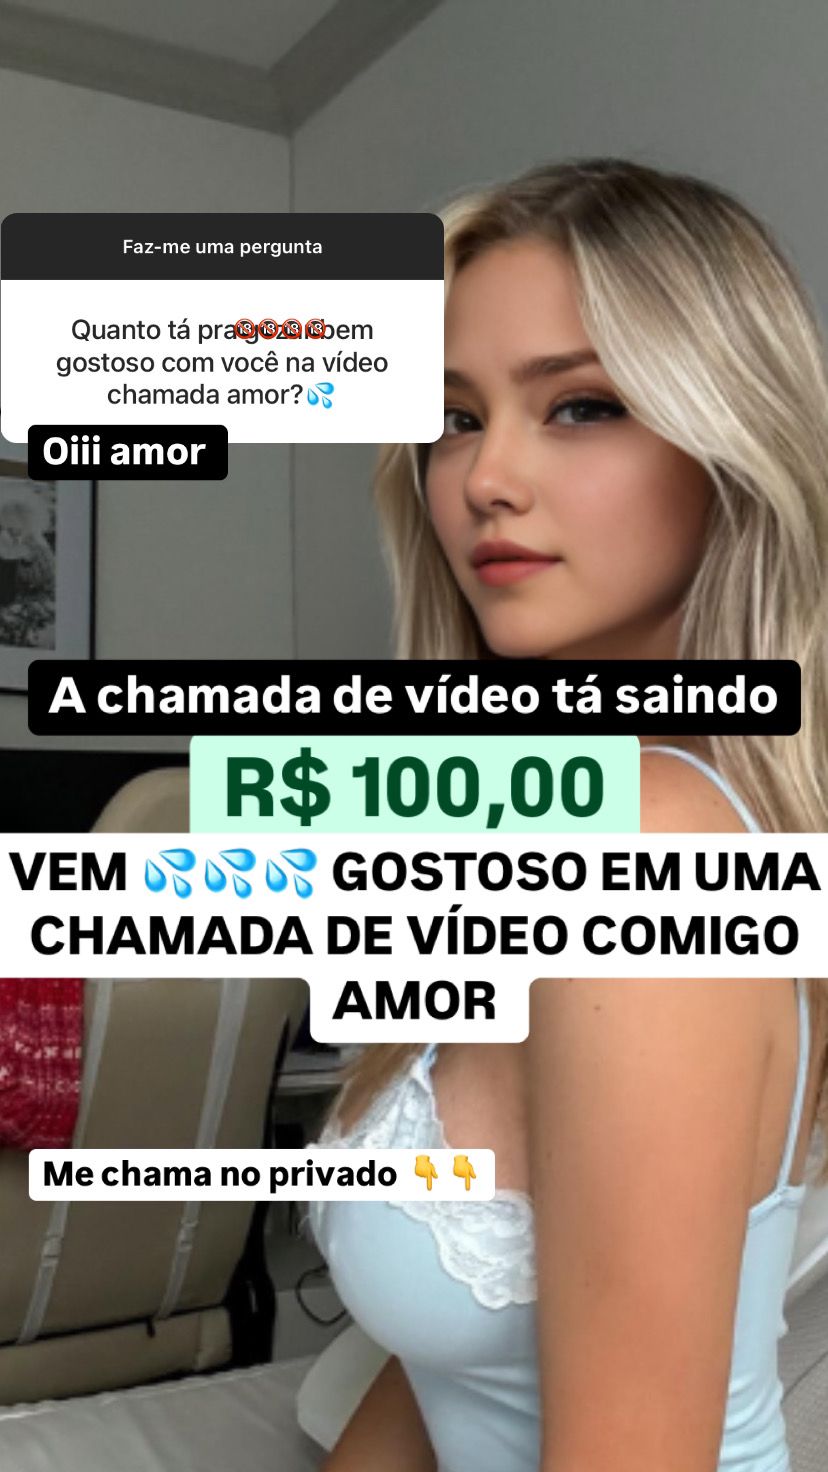 Faz-me uma pergunta
Quanto tá pra bem
gostoso com você na vídeo
chamada amor?💦
Oiii amor
A chamada de vídeo tá saindo
R$ 100,00
VEM 💦💦💦 GOSTOSO EM UMA
CHAMADA DE VÍDEO COMIGO
AMOR
Me chama no privado 👇👇